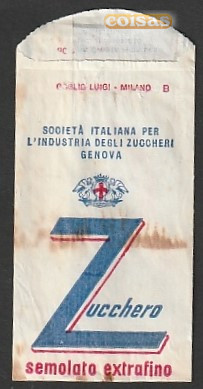 coisas
LUIGI - MILANO B
SOCIETÀ ITALIANA PER
L'INDUSTRIA DEGLI ZUCCHERI
GENOVA
Zucchero
semolato extrafino